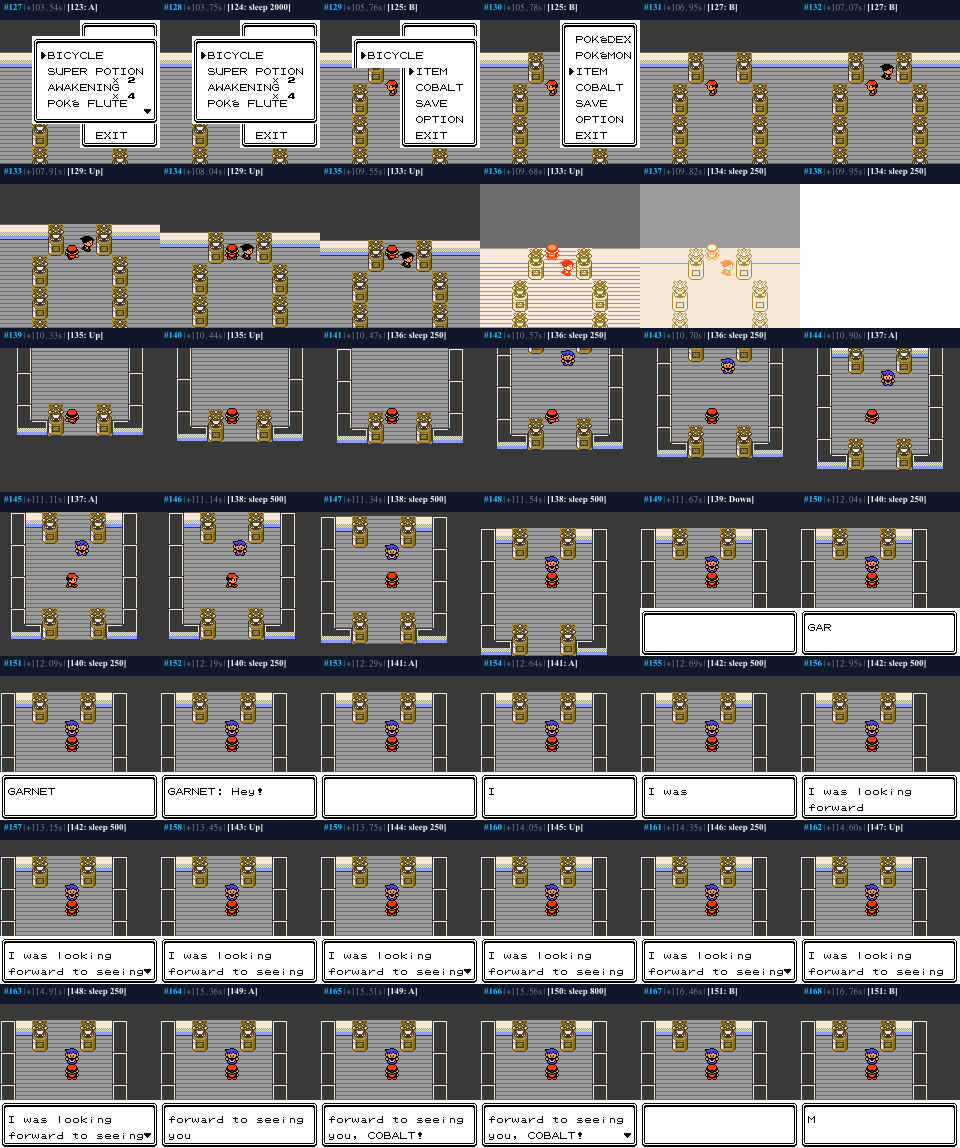 #127 | +103.54s | [123: A]
#128 | +103.75s | [124: sleep 2000]
#129 | +105.76s | [125: B]
#130 | +105.78s | [125: B]
#131 | +106.95s | [127: B]
#132 | +107.07s | [127: B]
▶BICYCLE
SUPER POTION
× 2
AWAKENING
× 4
POKé FLUTE
▼
EXIT
▶BICYCLE
SUPER POTION
× 2
AWAKENING
× 4
POKé FLUTE
EXIT
▶BICYCLE
▶ITEM
COBALT
SAVE
OPTION
EXIT
POKéDEX
POKéMON
▶ITEM
COBALT
SAVE
OPTION
EXIT
#133 | +107.91s | [129: Up]
#134 | +108.04s | [129: Up]
#135 | +109.55s | [133: Up]
#136 | +109.68s | [133: Up]
#137 | +109.82s | [134: sleep 250]
#138 | +109.95s | [134: sleep 250]
#139 | +110.33s | [135: Up]
#140 | +110.44s | [135: Up]
#141 | +110.47s | [136: sleep 250]
#142 | +110.57s | [136: sleep 250]
#143 | +110.70s | [136: sleep 250]
#144 | +110.90s | [137: A]
#145 | +111.11s | [137: A]
#146 | +111.14s | [138: sleep 500]
#147 | +111.34s | [138: sleep 500]
#148 | +111.54s | [138: sleep 500]
#149 | +111.67s | [139: Down]
#150 | +112.04s | [140: sleep 250]
GAR
#151 | +112.09s | [140: sleep 250]
#152 | +112.19s | [140: sleep 250]
#153 | +112.29s | [141: A]
#154 | +112.64s | [141: A]
#155 | +112.69s | [142: sleep 500]
#156 | +112.95s | [142: sleep 500]
GARNET
GARNET: Hey!
I
I was
I was looking
forward
#157 | +113.15s | [142: sleep 500]
#158 | +113.45s | [143: Up]
#159 | +113.75s | [144: sleep 250]
#160 | +114.05s | [145: Up]
#161 | +114.35s | [146: sleep 250]
#162 | +114.60s | [147: Up]
I was looking
forward to seeing▼
I was looking
forward to seeing
I was looking
forward to seeing▼
I was looking
forward to seeing
I was looking
forward to seeing▼
I was looking
forward to seeing
#163 | +114.91s | [148: sleep 250]
#164 | +115.36s | [149: A]
#165 | +115.51s | [149: A]
#166 | +115.56s | [150: sleep 800]
#167 | +116.46s | [151: B]
#168 | +116.76s | [151: B]
I was looking
forward to seeing▼
forward to seeing
you
forward to seeing
you, COBALT!
forward to seeing
you, COBALT! ▼
M